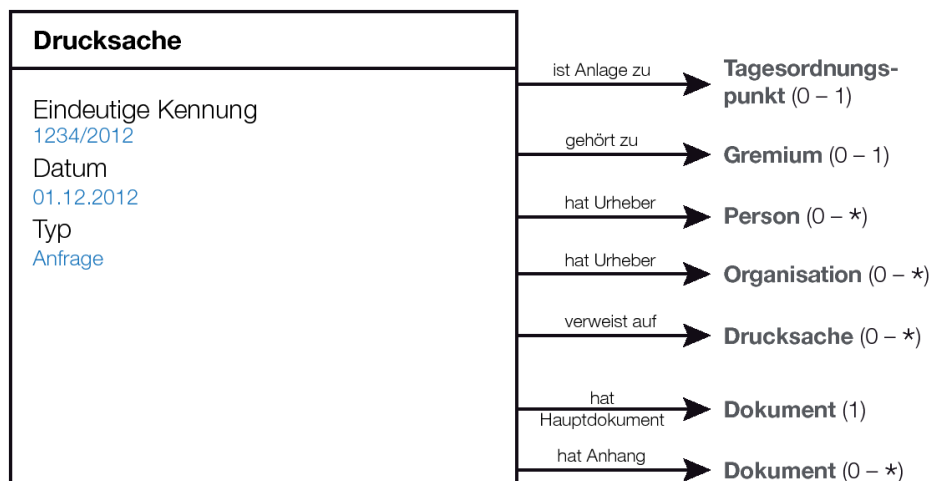 Drucksache
Eindeutige Kennung
1234/2012
Datum
01.12.2012
Typ
Anfrage
ist Anlage zu
Tagesordnungs-
punkt (0 – 1)
gehört zu
Gremium (0 – 1)
hat Urheber
Person (0 – *)
hat Urheber
Organisation (0 – *)
verweist auf
Drucksache (0 – *)
hat
Hauptdokument
Dokument (1)
hat Anhang
Dokument (0 – *)